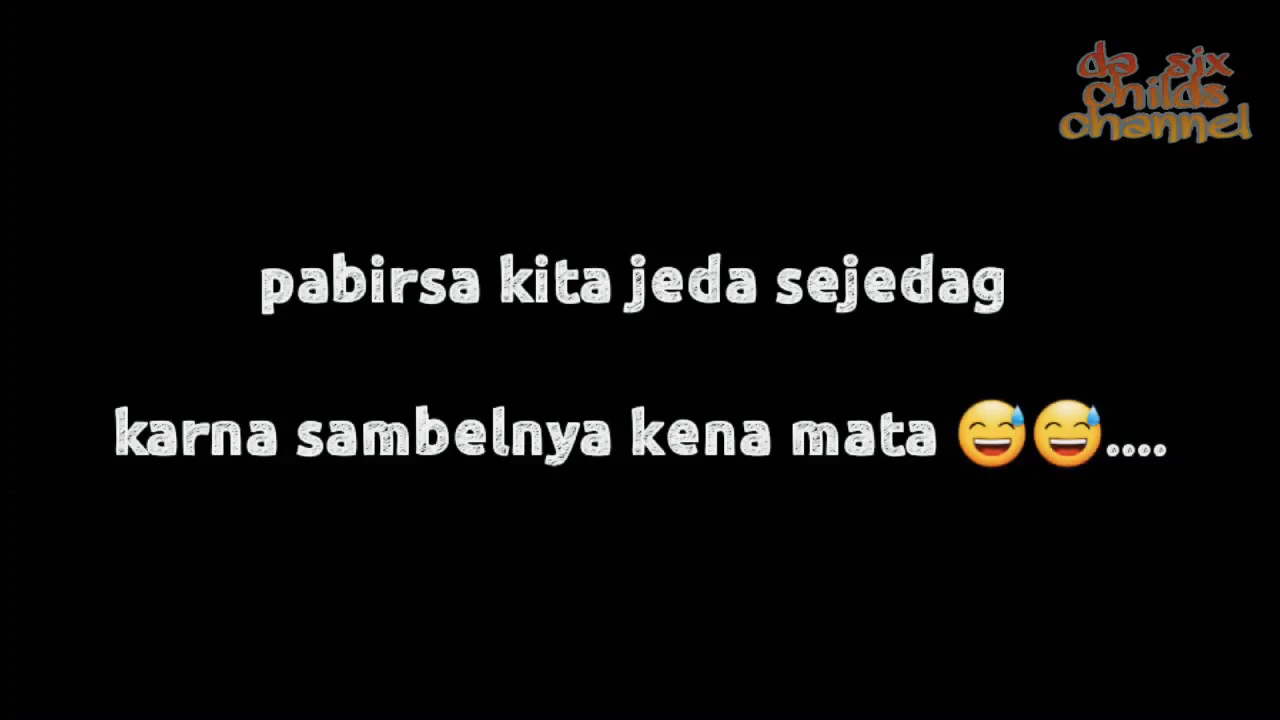 da six
childs
channel
pabirsa kita jeda sejedag
karna sambelnya kena mata 😅😅....